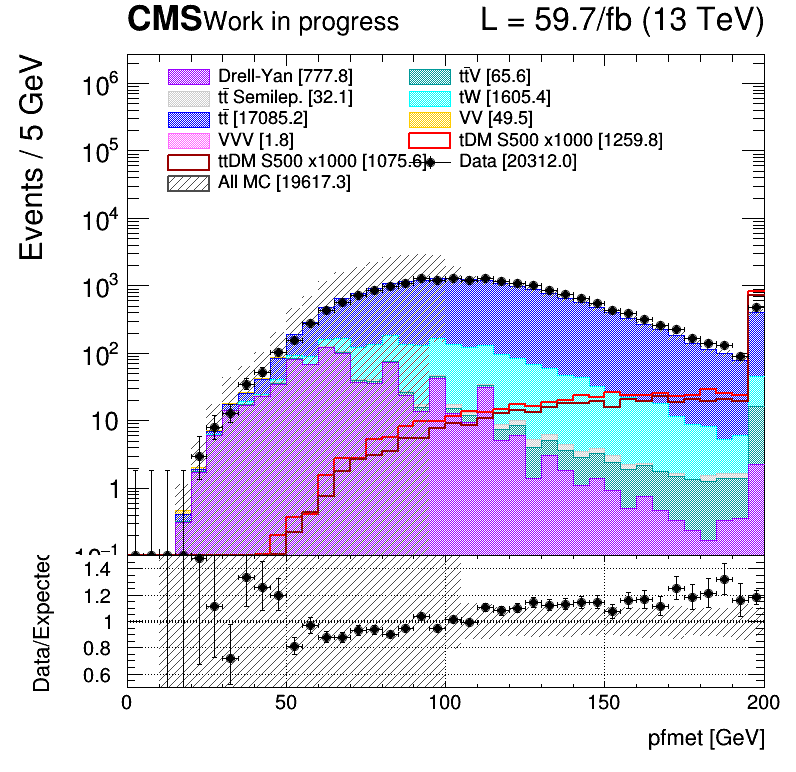 CMS Work in progress L = 59.7/fb (13 TeV)
Events / 5 GeV
Drell-Yan [777.8] tt̄V [65.6]
tt̄ Semilep. [32.1] tW [1605.4]
tt̄ [17085.2] VV [49.5]
VVV [1.8] tDM S500 x1000 [1259.8]
ttDM S500 x1000 [1075.6] Data [20312.0]
All MC [19617.3]
10⁶
10⁵
10⁴
10³
10²
10
1
10⁻¹
Data/Expected
1.4
1.2
1
0.8
0.6
0 50 100 150 200
pfmet [GeV]